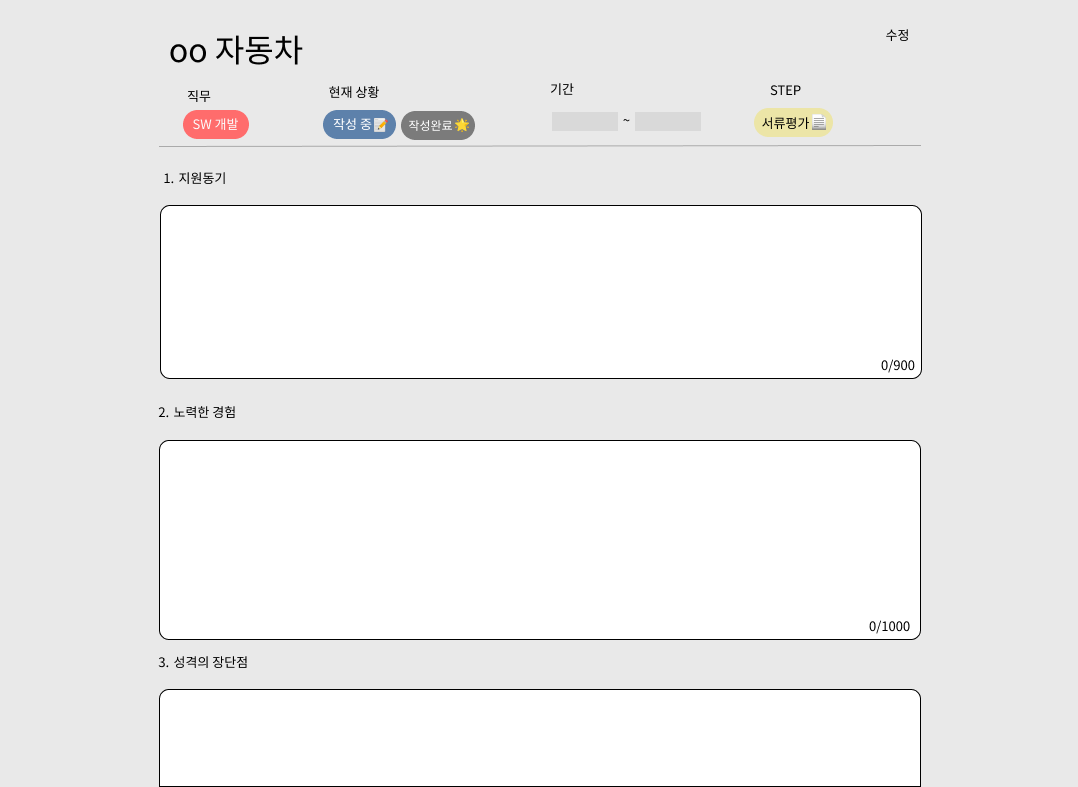 oo 자동차
수정
직무
현재 상황
기간
STEP
SW 개발
작성 중📝
작성완료🌟
~
서류평가📄
1. 지원동기
0/900
2. 노력한 경험
0/1000
3. 성격의 장단점